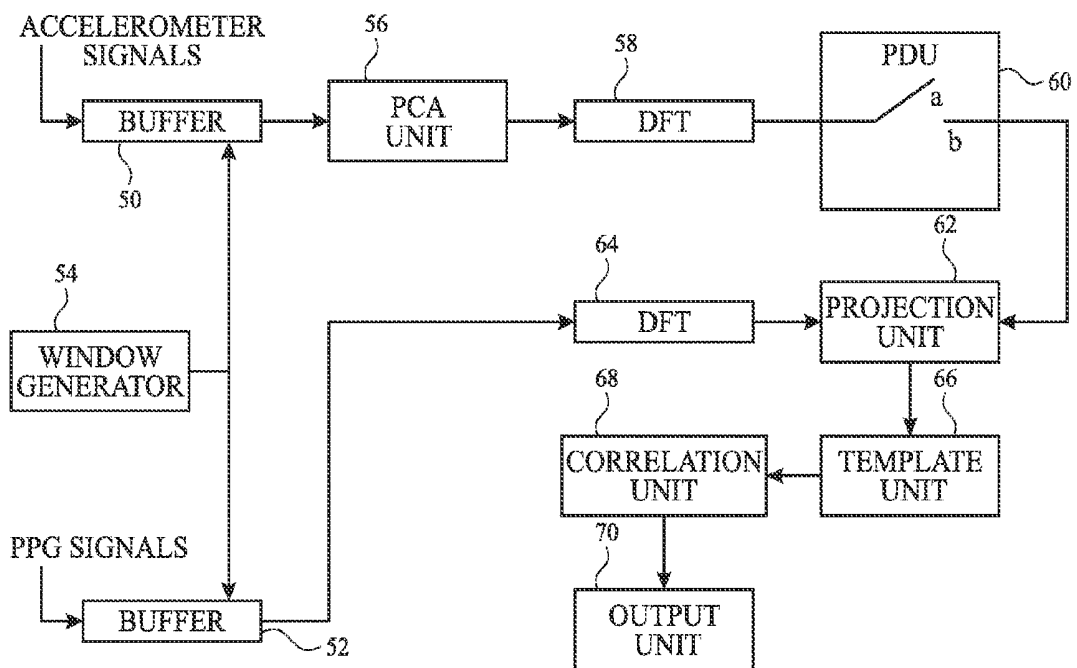 ACCELEROMETER
SIGNALS
56
58
PDU
60
BUFFER
PCA
UNIT
DFT
a
b
50
62
54
64
WINDOW
GENERATOR
DFT
PROJECTION
UNIT
68
66
CORRELATION
UNIT
TEMPLATE
UNIT
PPG SIGNALS
70
BUFFER
52
OUTPUT
UNIT